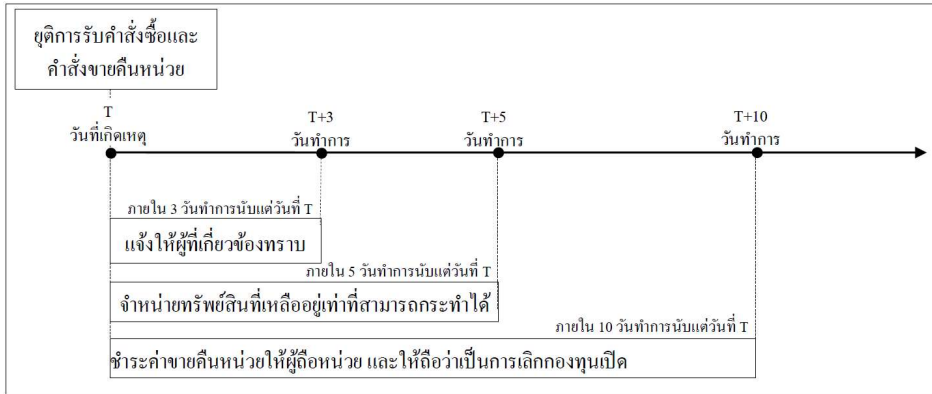 ยุติการรับคำสั่งซื้อและ
คำสั่งขายคืนหน่วย
T
วันที่เกิดเหตุ
T+3
วันทำการ
T+5
วันทำการ
T+10
วันทำการ
ภายใน 3 วันทำการนับแต่วันที่ T
แจ้งให้ผู้ที่เกี่ยวข้องทราบ
ภายใน 5 วันทำการนับแต่วันที่ T
จำหน่ายทรัพย์สินที่เหลืออยู่เท่าที่สามารถกระทำได้
ภายใน 10 วันทำการนับแต่วันที่ T
ชำระค่าขายคืนหน่วยให้ผู้ถือหน่วย และให้ถือว่าเป็นการเลิกกองทุนเปิด